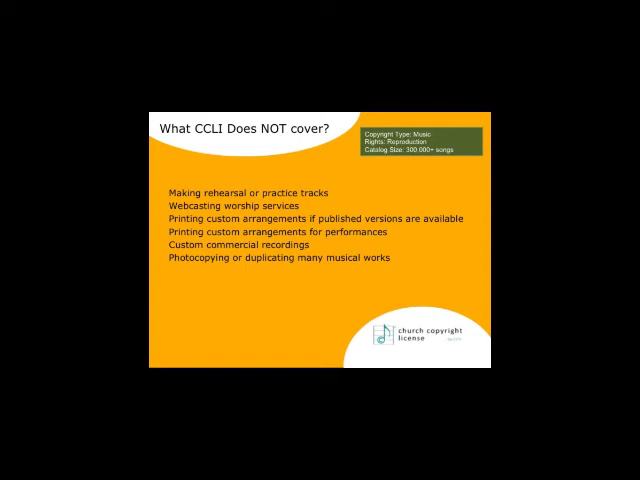 What CCLI Does NOT cover?
Copyright Type: Music
Rights: Reproduction
Catalog Size: 300,000+ songs
Making rehearsal or practice tracks
Webcasting worship services
Printing custom arrangements if published versions are available
Printing custom arrangements for performances
Custom commercial recordings
Photocopying or duplicating many musical works
church copyright
license